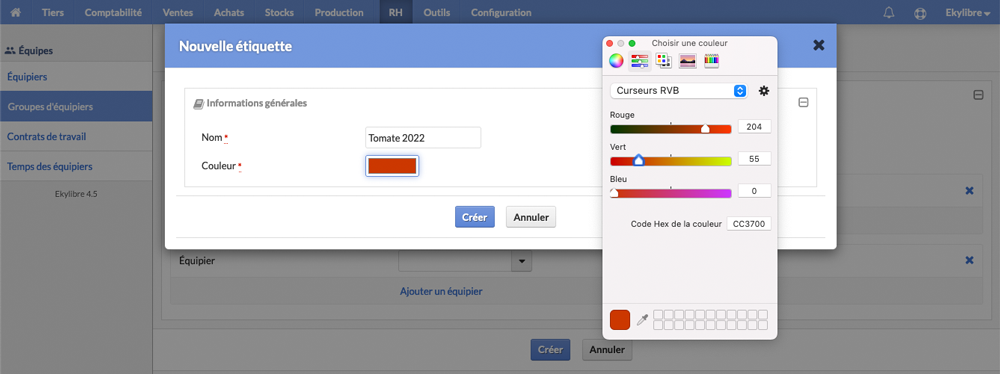 Tiers Comptabilité Ventes Achats Stocks Production RH Outils Configuration Ekylibre
Équipes
Équipiers
Groupes d'équipiers
Contrats de travail
Temps des équipiers
Ekylibre 4.5
Nouvelle étiquette
Informations générales
Nom * Tomate 2022
Couleur *
Créer Annuler
Choisir une couleur
Curseurs RVB
Rouge
204
Vert
55
Bleu
0
Code Hex de la couleur CC3700
Équipier
Ajouter un équipier
Créer Annuler